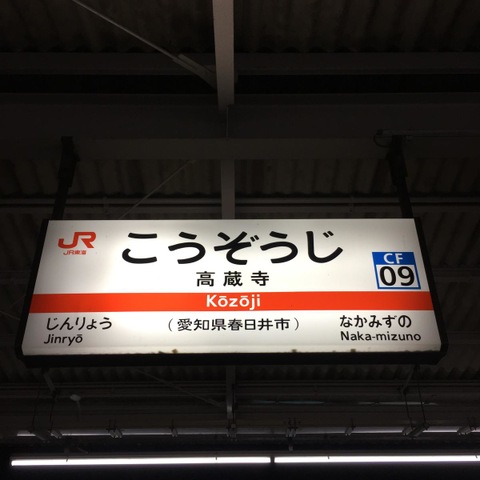 JR
JR東海
こうぞうじ
高蔵寺
CF
09
Kōzōji
じんりょう
Jinryō
(愛知県春日井市)
なかみずの
Naka-mizuno